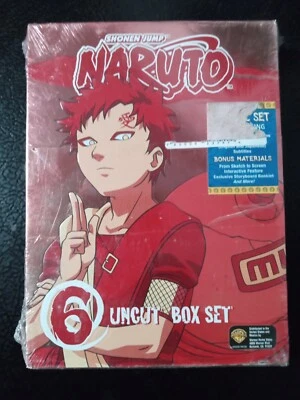 SHONEN JUMP
NARUTO
SET
Subtitles
BONUS MATERIALS
From Sketch to Screen
Interactive Feature
Exclusive Storyboard Booklet
And More!
愛
6
UNCUT BOX SET